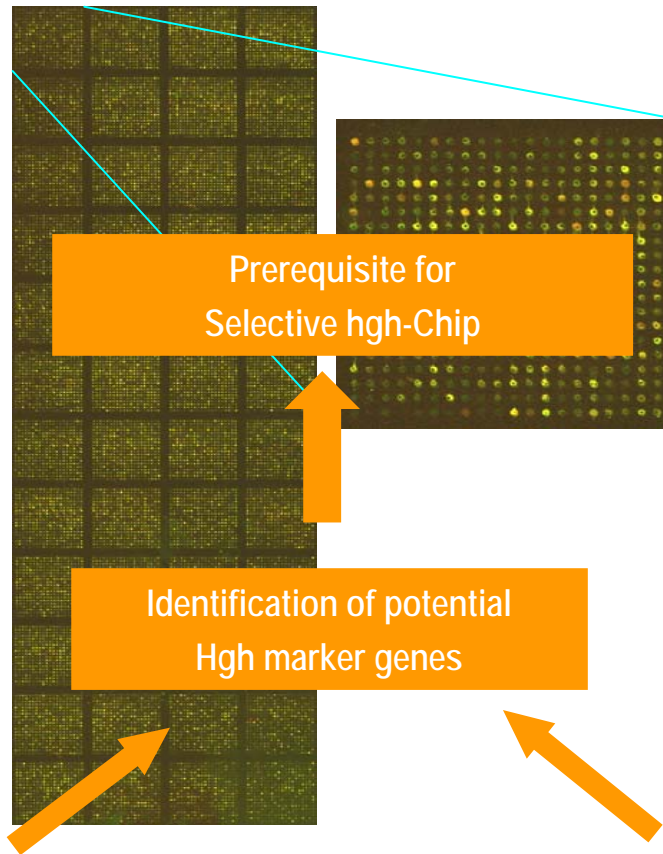 Prerequisite for
Selective hgh-Chip
Identification of potential
Hgh marker genes